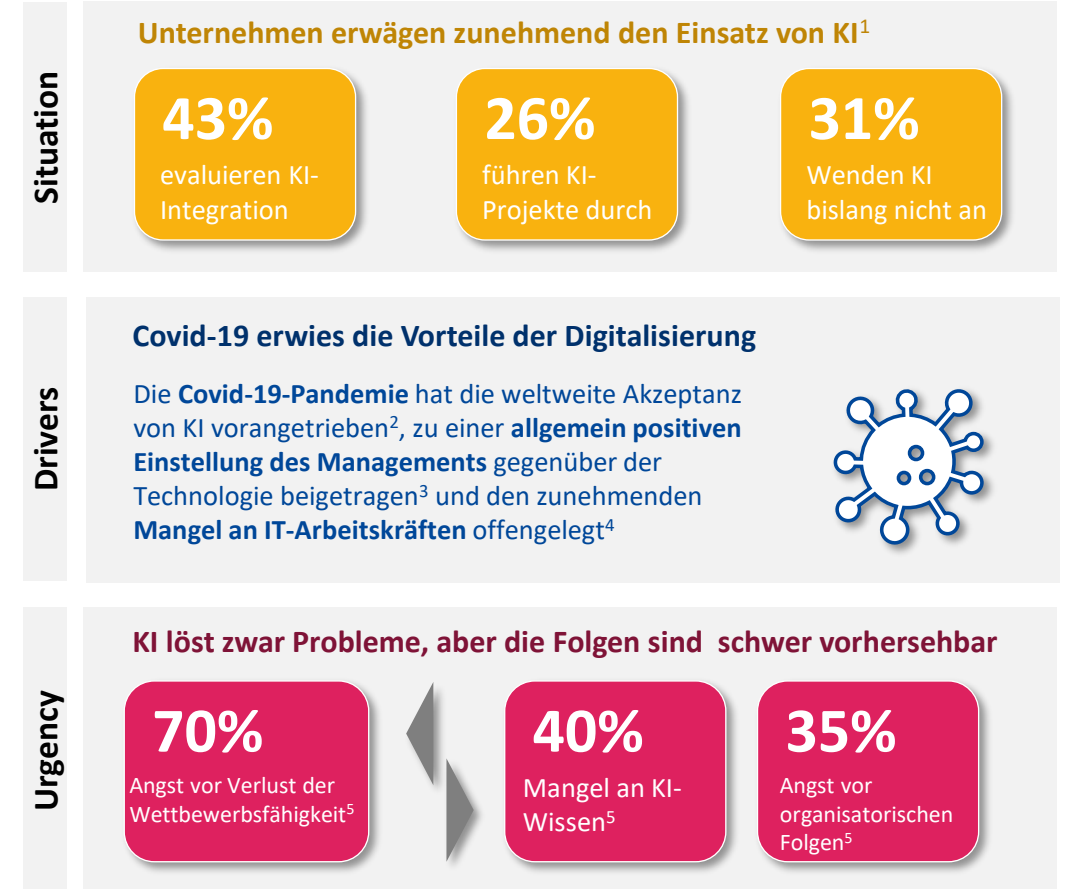 Situation
Unternehmen erwägen zunehmend den Einsatz von KI¹
43%
evaluieren KI-
Integration
26%
führen KI-
Projekte durch
31%
Wenden KI
bislang nicht an
Drivers
Covid-19 erwies die Vorteile der Digitalisierung
Die Covid-19-Pandemie hat die weltweite Akzeptanz
von KI vorangetrieben², zu einer allgemein positiven
Einstellung des Managements gegenüber der
Technologie beigetragen³ und den zunehmenden
Mangel an IT-Arbeitskräften offengelegt⁴
Urgency
KI löst zwar Probleme, aber die Folgen sind schwer vorhersehbar
70%
Angst vor Verlust der
Wettbewerbsfähigkeit⁵
40%
Mangel an KI-
Wissen⁵
35%
Angst vor
organisatorischen
Folgen⁵